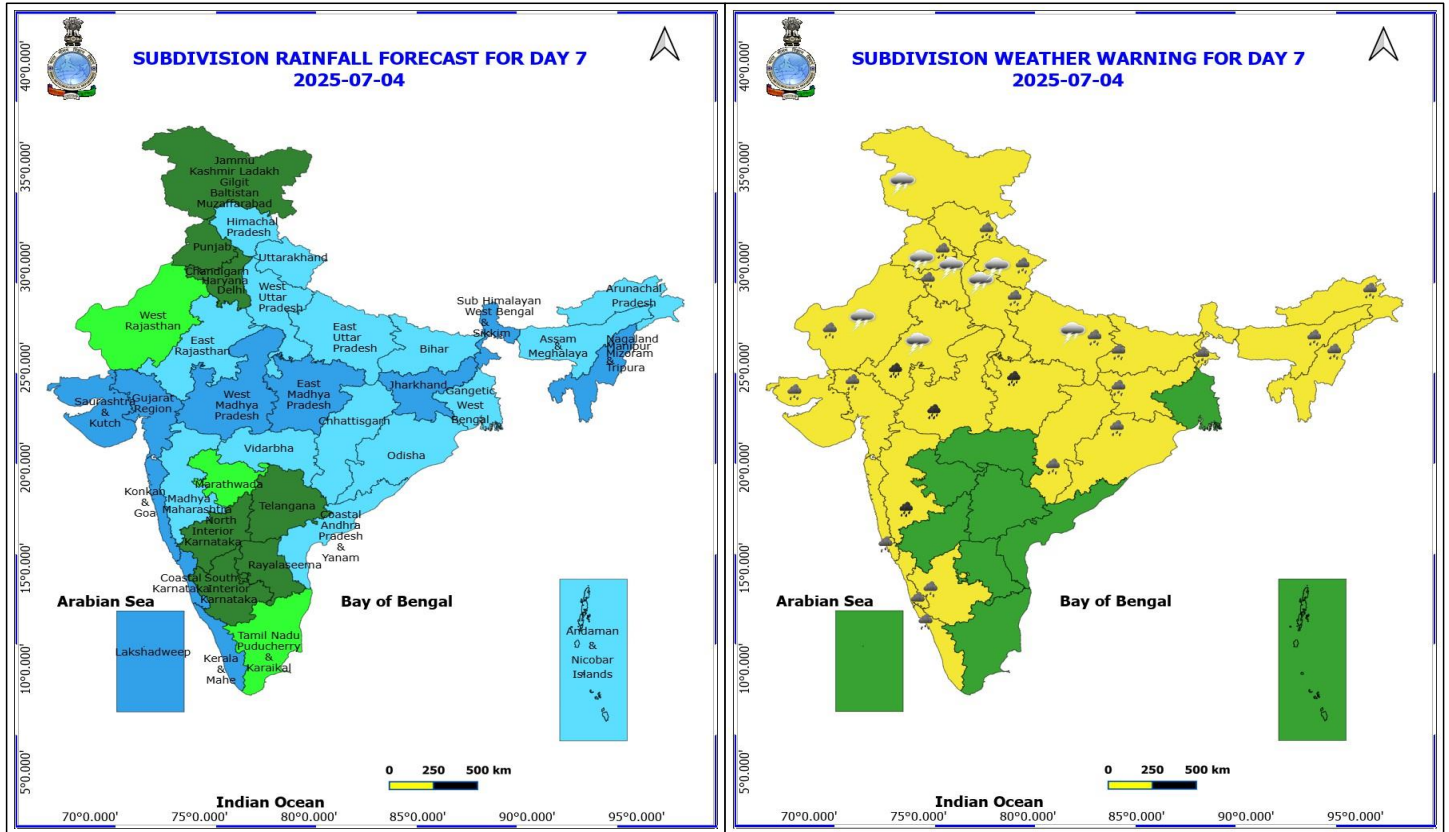 SUBDIVISION RAINFALL FORECAST FOR DAY 7
2025-07-04
40°0.000'
35°0.000'
30°0.000'
25°0.000'
20°0.000'
15°0.000'
10°0.000'
5°0.000'
Jammu
Kashmir Ladakh
Gilgit
Baltistan
Muzaffarabad
Himachal
Pradesh
Punjab
Uttarakhand
Chandigarh
Haryana
Delhi
West
Uttar
Pradesh
West
Rajasthan
East
Rajasthan
East
Uttar
Pradesh
Bihar
Sub Himalayan
West Bengal
&
Sikkim
Arunachal
Pradesh
Assam
&
Meghalaya
Nagaland
Manipur
Mizoram
&
Tripura
Saurashtra
&
Kutch
Gujarat
Region
West
Madhya
Pradesh
East
Madhya
Pradesh
Jharkhand
Gangetic
West
Bengal
Chhattisgarh
Odisha
Vidarbha
Konkan
&
Goa
Madhya
Maharashtra
Marathwada
Telangana
North
Interior
Karnataka
Coastal
Andhra
Pradesh
&
Yanam
Rayalaseema
Coastal
Karnataka
South
Interior
Karnataka
Tamil Nadu
Puducherry
&
Karaikal
Kerala
&
Mahe
Lakshadweep
Andaman
&
Nicobar
Islands
Arabian Sea
Bay of Bengal
Indian Ocean
0 250 500 km
70°0.000' 75°0.000' 80°0.000' 85°0.000' 90°0.000' 95°0.000'
SUBDIVISION WEATHER WARNING FOR DAY 7
2025-07-04
40°0.000'
35°0.000'
30°0.000'
25°0.000'
20°0.000'
15°0.000'
10°0.000'
5°0.000'
Arabian Sea
Bay of Bengal
Indian Ocean
0 250 500 km
70°0.000' 75°0.000' 80°0.000' 85°0.000' 90°0.000' 95°0.000'